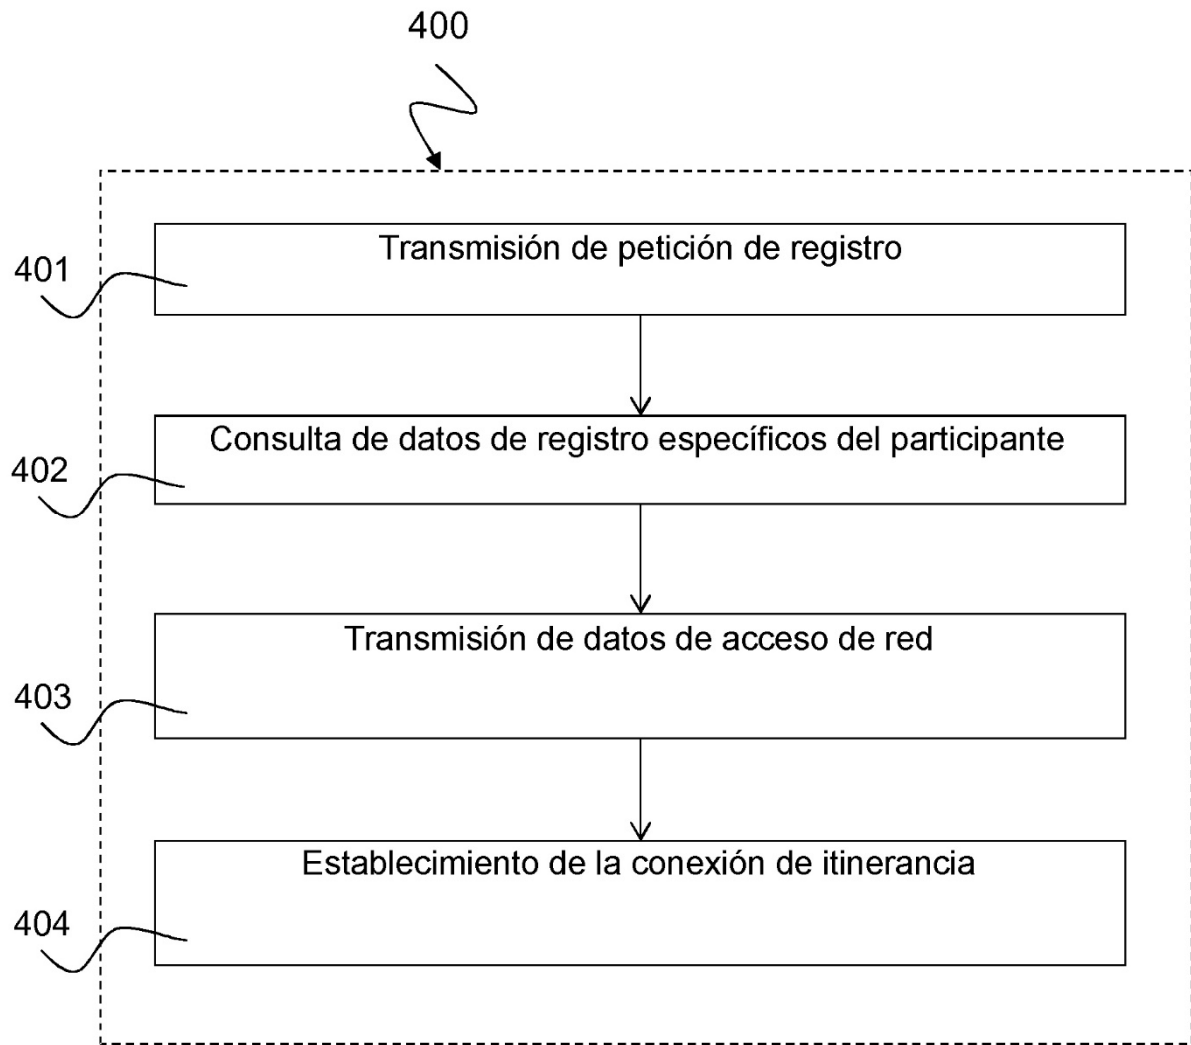 400
Transmisión de petición de registro
401
Consulta de datos de registro específicos del participante
402
Transmisión de datos de acceso de red
403
Establecimiento de la conexión de itinerancia
404